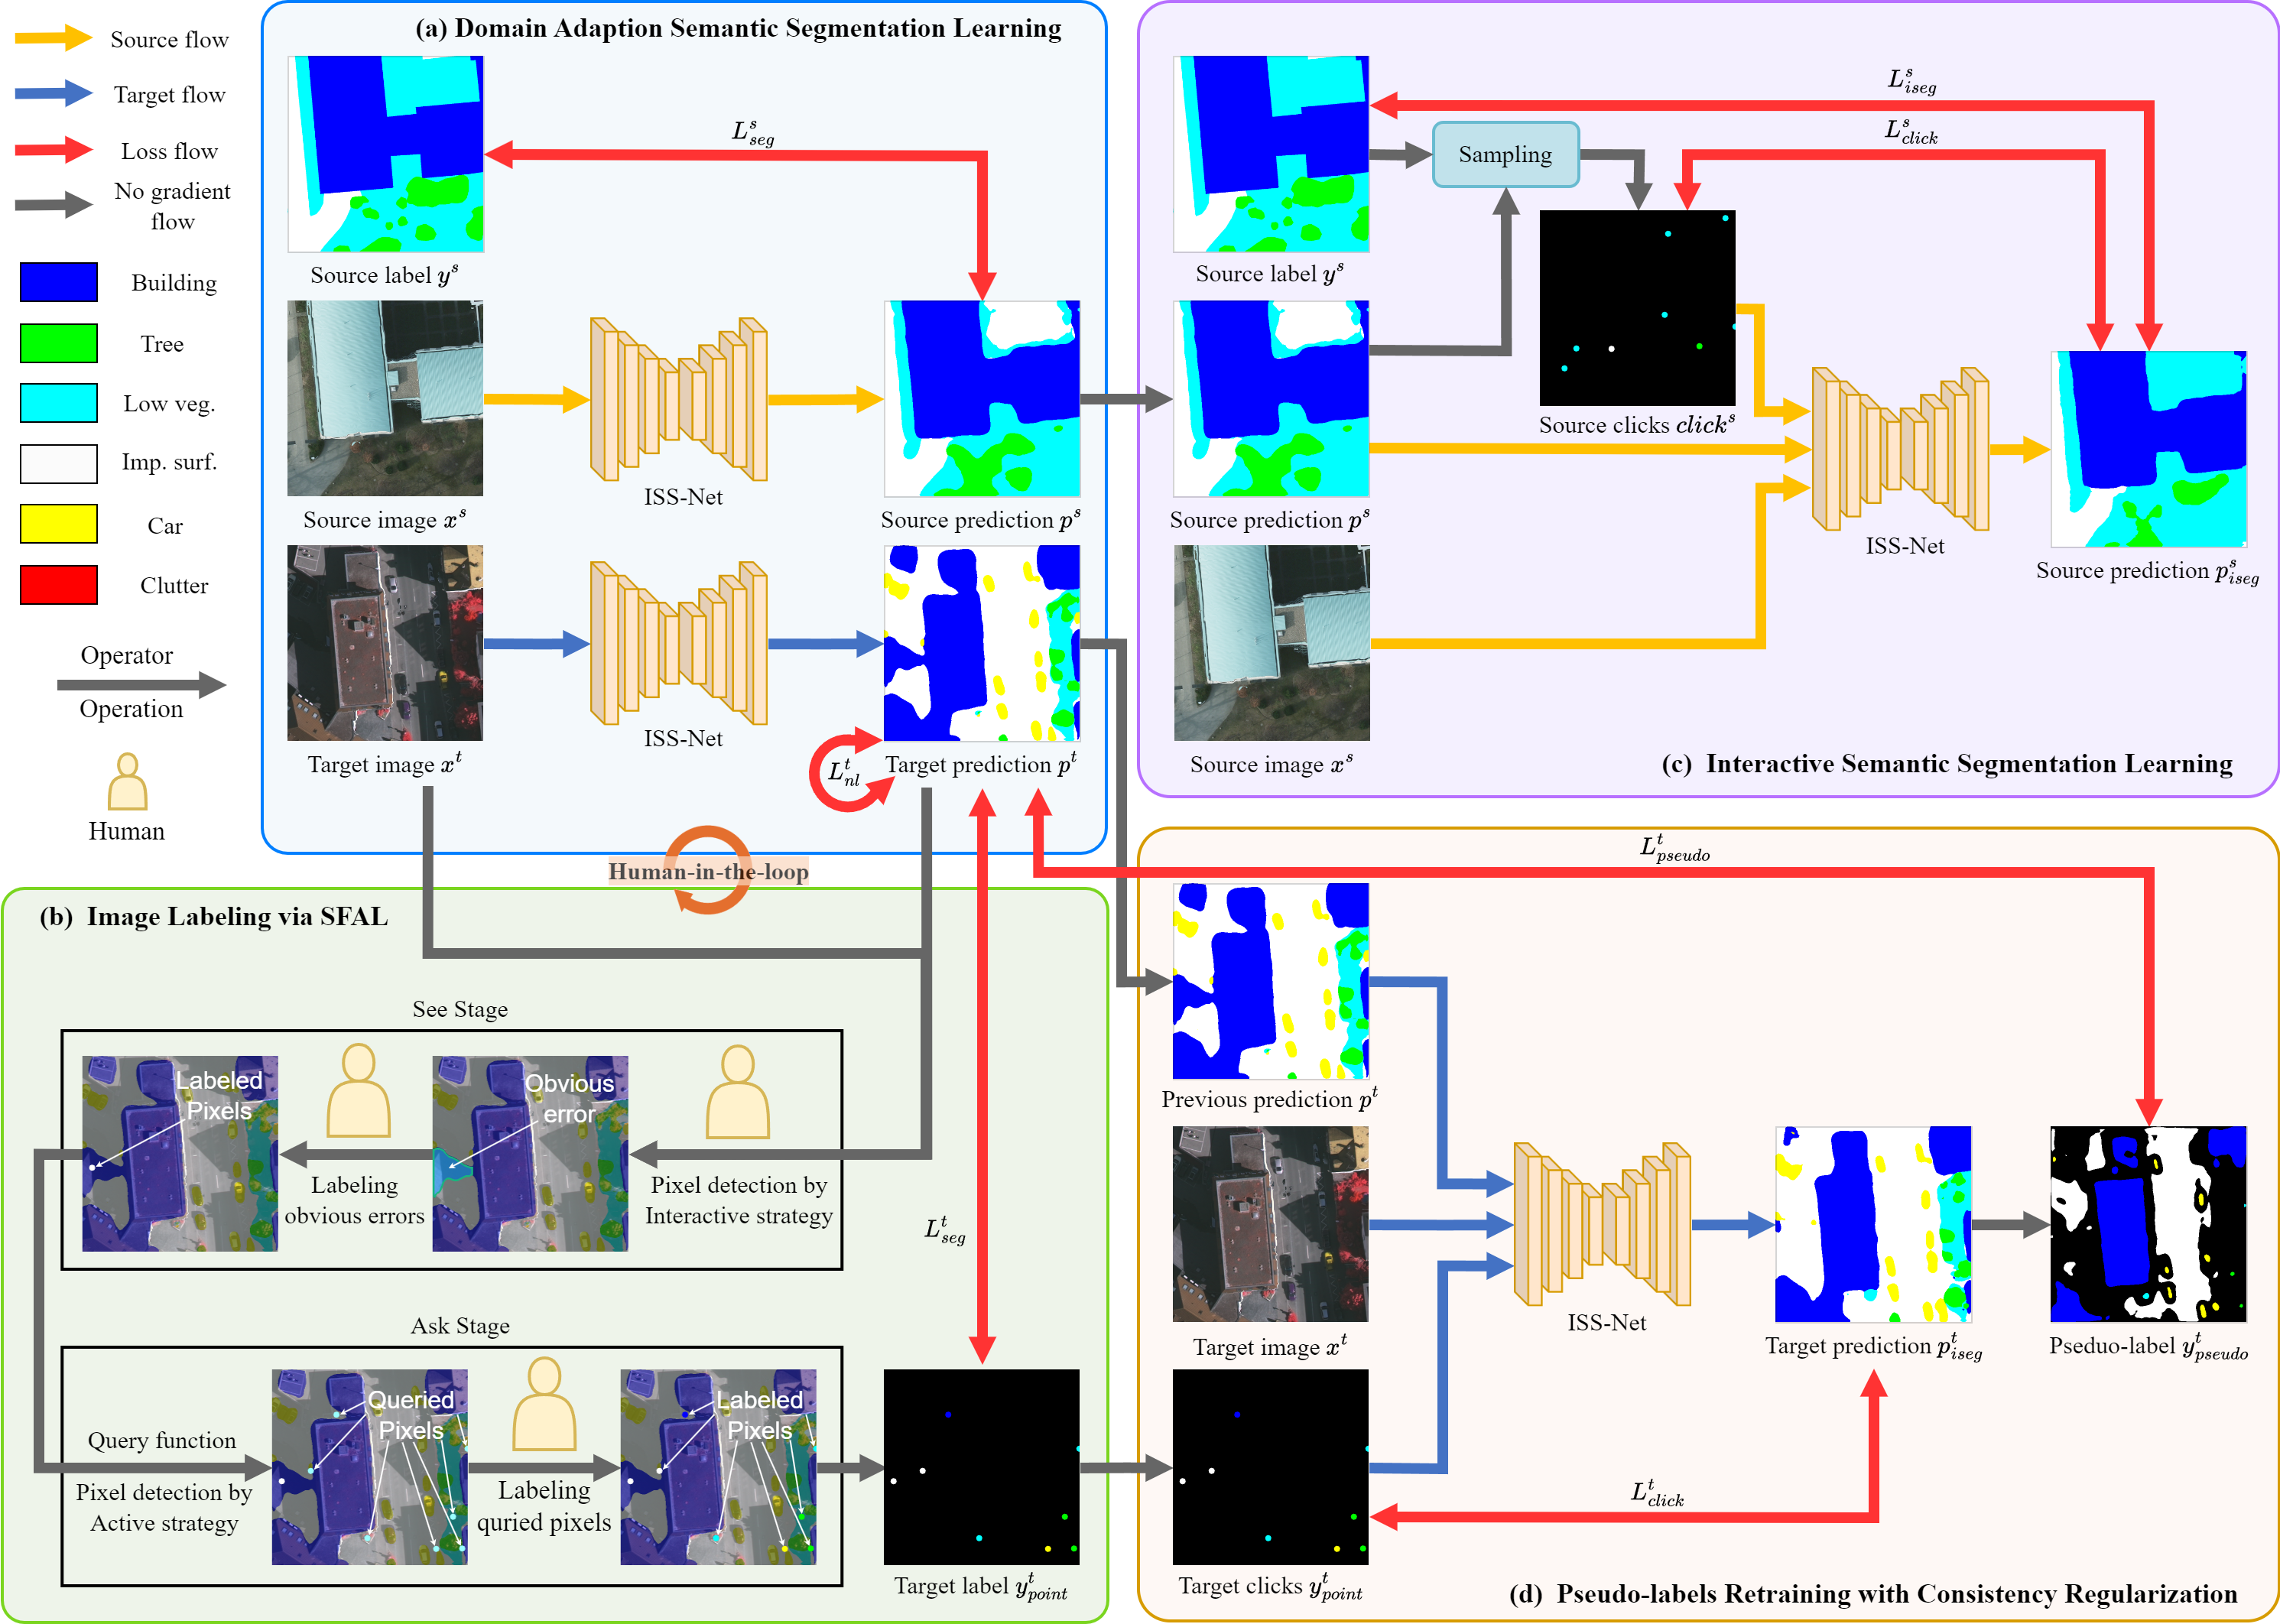 Source flow
Target flow
Loss flow
No gradient
flow
Building
Tree
Low veg.
Imp. surf.
Car
Clutter
Operator
Operation
Human
(a) Domain Adaption Semantic Segmentation Learning
L^s_{seg}
Source label y^s
Source image x^s
ISS-Net
Source prediction p^s
Target image x^t
ISS-Net
L^t_{nl}
Target prediction p^t
Human-in-the-loop
(c) Interactive Semantic Segmentation Learning
L^s_{iseg}
L^s_{click}
Sampling
Source label y^s
Source clicks click^s
Source prediction p^s
ISS-Net
Source prediction p^s_{iseg}
Source image x^s
(b) Image Labeling via SFAL
See Stage
Labeled
Pixels
Obvious
error
Labeling
obvious errors
Pixel detection by
Interactive strategy
L^t_{seg}
Ask Stage
Query function
Pixel detection by
Active strategy
Queried
Pixels
Labeling
quried pixels
Labeled
Pixels
Target label y^t_{point}
L^t_{pseudo}
Previous prediction p^t
Target image x^t
ISS-Net
Target prediction p^t_{iseg}
Pseduo-label y^t_{pseudo}
L^t_{click}
Target clicks y^t_{point}
(d) Pseudo-labels Retraining with Consistency Regularization